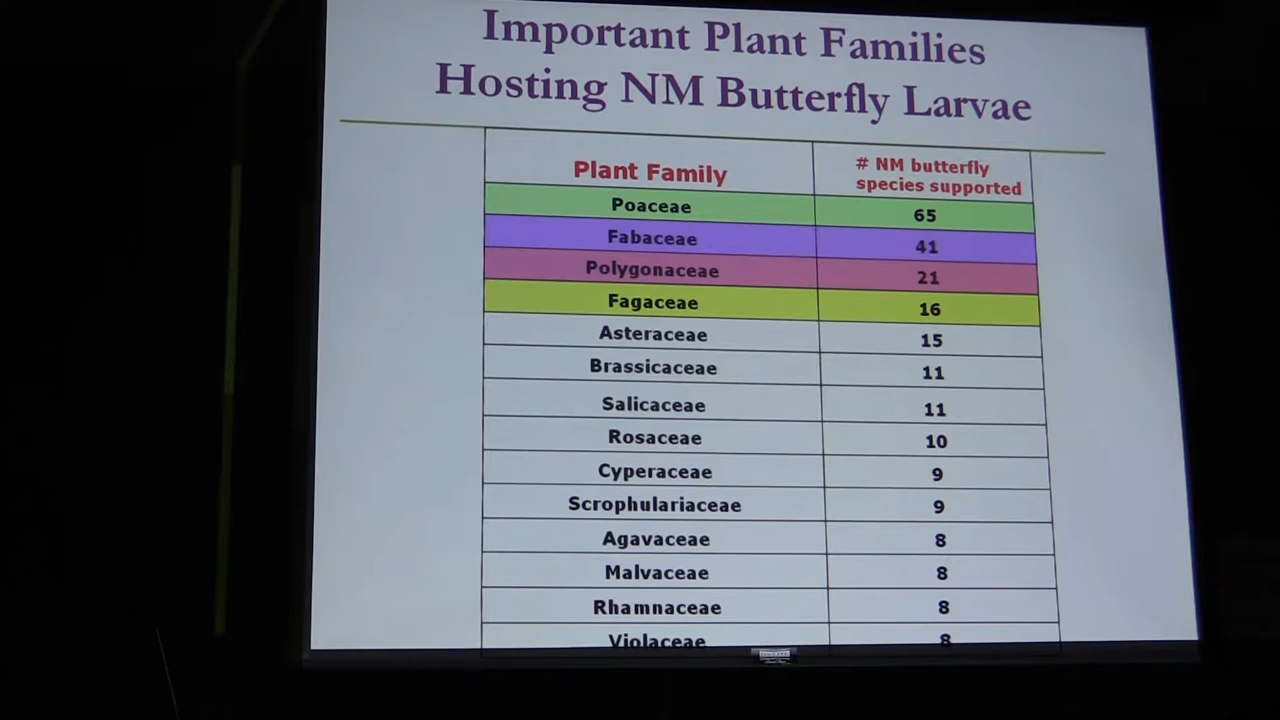 Important Plant Families
Hosting NM Butterfly Larvae
Plant Family # NM butterfly
species supported
Poaceae 65
Fabaceae 41
Polygonaceae 21
Fagaceae 16
Asteraceae 15
Brassicaceae 11
Salicaceae 11
Rosaceae 10
Cyperaceae 9
Scrophulariaceae 9
Agavaceae 8
Malvaceae 8
Rhamnaceae 8
Violaceae 8